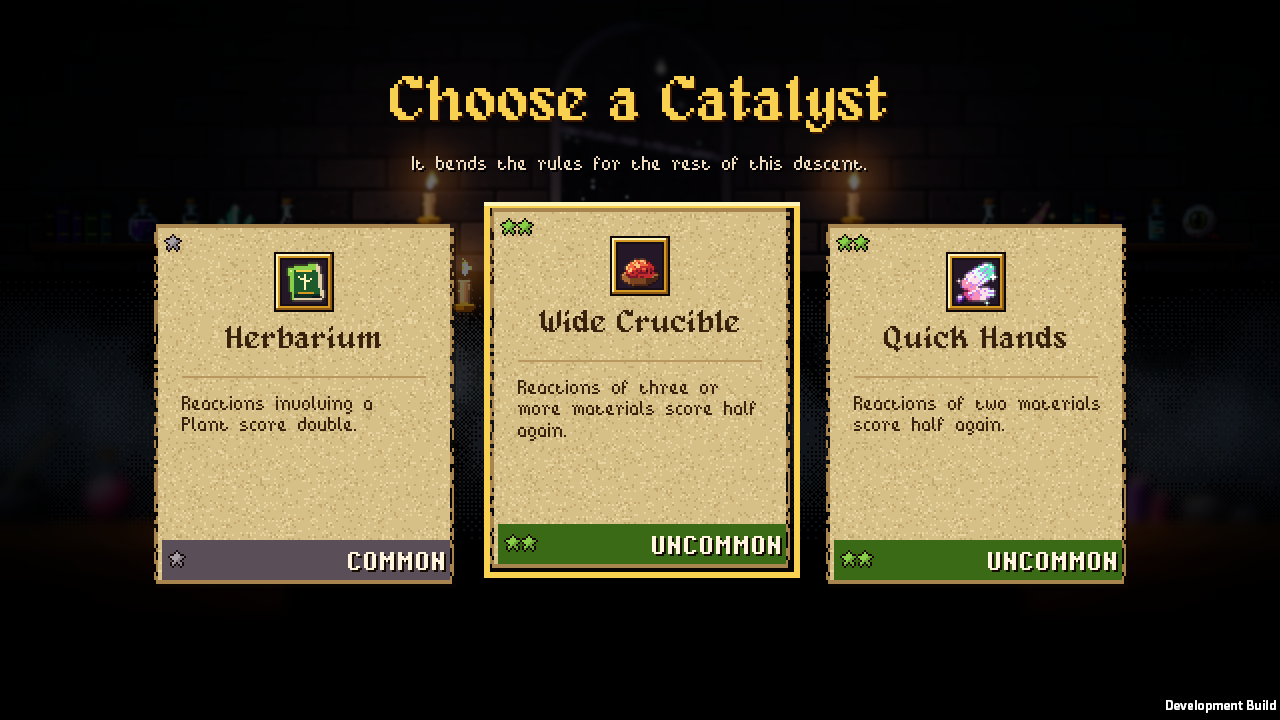 Choose a Catalyst
It bends the rules for the rest of this descent.
Herbarium
Reactions involving a
Plant score double.
COMMON
Wide Crucible
Reactions of three or
more materials score half
again.
UNCOMMON
Quick Hands
Reactions of two materials
score half again.
UNCOMMON
Development Build